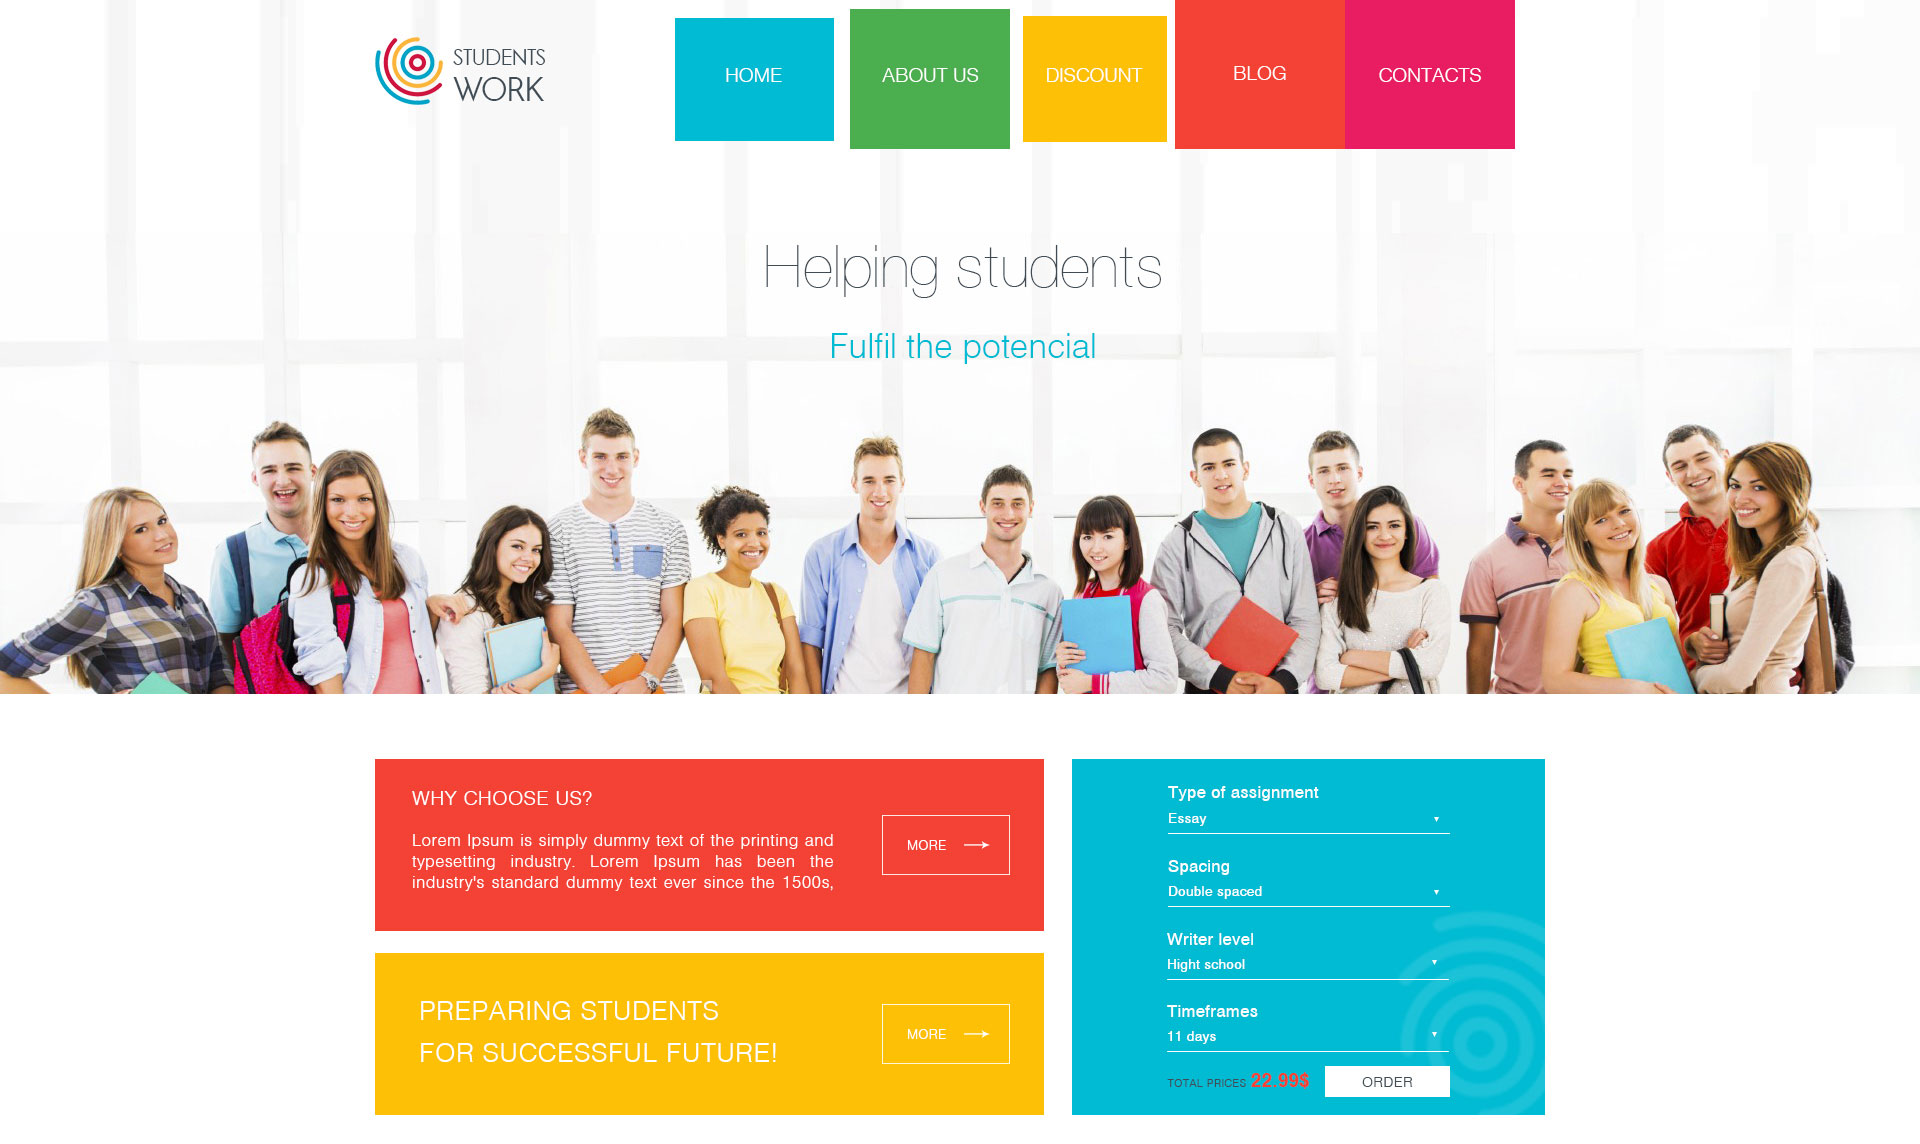 STUDENTS
WORK
HOME
ABOUT US
DISCOUNT
BLOG
CONTACTS
Helping students
Fulfil the potencial
WHY CHOOSE US?
Lorem Ipsum is simply dummy text of the printing and
typesetting industry. Lorem Ipsum has been the
industry's standard dummy text ever since the 1500s,
MORE
PREPARING STUDENTS
FOR SUCCESSFUL FUTURE!
MORE
Type of assignment
Essay
Spacing
Double spaced
Writer level
Hight school
Timeframes
11 days
TOTAL PRICES 22.99$
ORDER